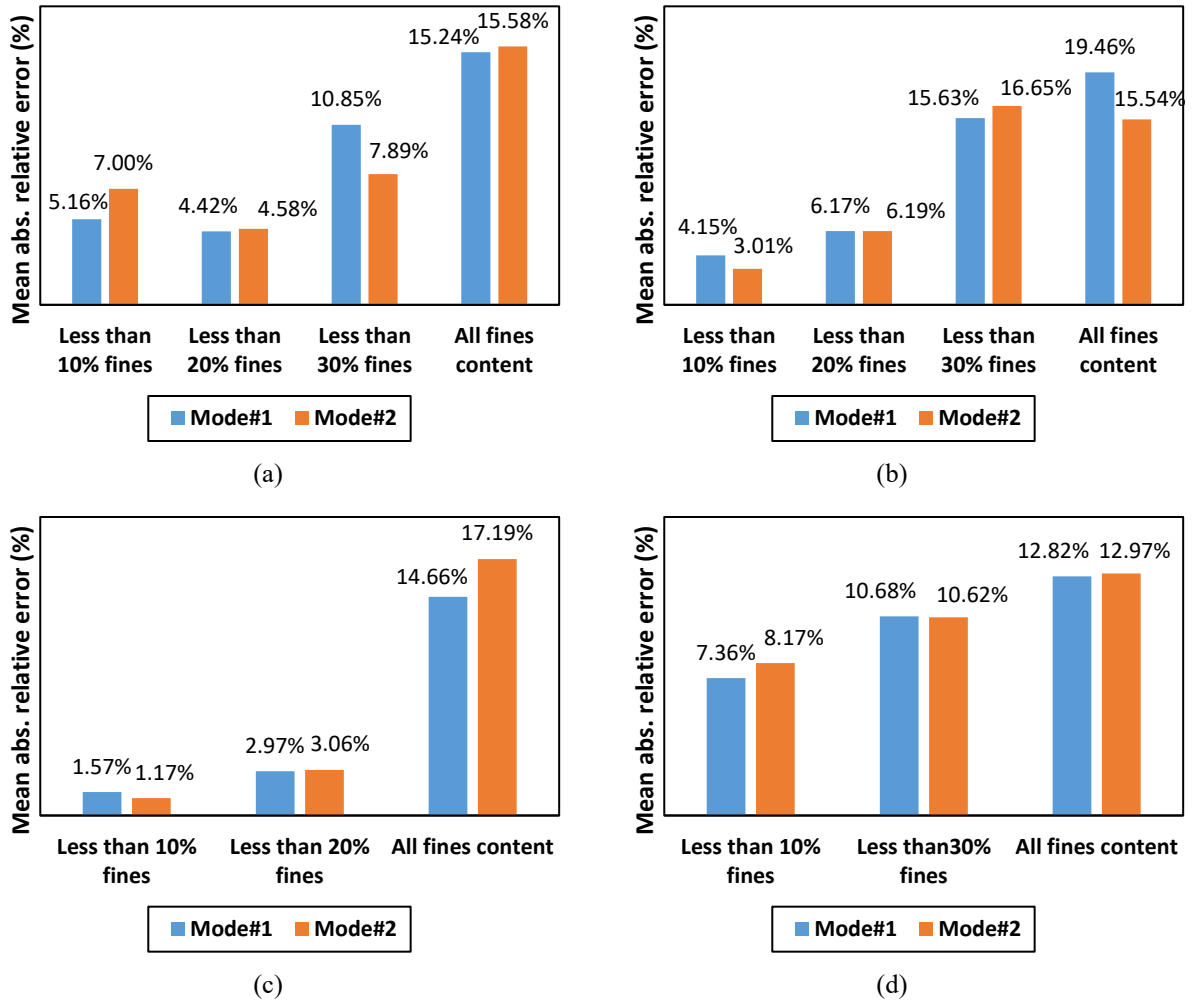 Mean abs. relative error (%)
5.16%
7.00%
4.42%
4.58%
10.85%
7.89%
15.24%
15.58%
Less than
10% fines
Less than
20% fines
Less than
30% fines
All fines
content
Mode#1 Mode#2
(a)
Mean abs. relative error (%)
4.15%
3.01%
6.17%
6.19%
15.63%
16.65%
19.46%
15.54%
Less than
10% fines
Less than
20% fines
Less than
30% fines
All fines
content
Mode#1 Mode#2
(b)
Mean abs. relative error (%)
1.57%
1.17%
2.97%
3.06%
14.66%
17.19%
Less than 10%
fines
Less than 20%
fines
All fines content
Mode#1 Mode#2
(c)
Mean abs. relative error (%)
7.36%
8.17%
10.68%
10.62%
12.82%
12.97%
Less than 10%
fines
Less than30%
fines
All fines content
Mode#1 Mode#2
(d)